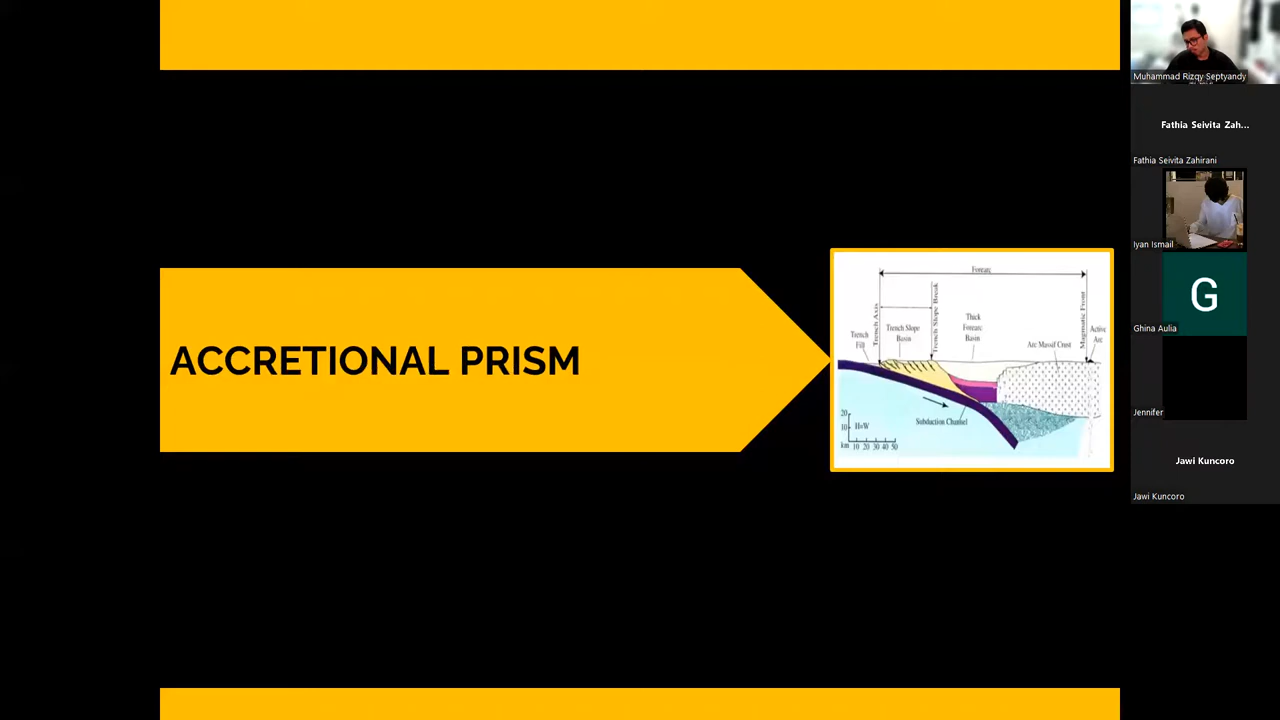 ACCRETIONAL PRISM
Forearc
Trench Axis
Trench Slope Break
Magmatic Front
Trench
Fill
Trench Slope
Basin
Thick
Forearc
Basin
Arc Massif Crust
Active
Arc
Subduction Channel
20
10
H=W
km 10 20 30 40 50
Muhammad Rizqy Septyandy
Fathia Seivita Zah...
Fathia Seivita Zahirani
Iyan Ismail
G
Ghina Aulia
Jennifer
Jawi Kuncoro
Jawi Kuncoro